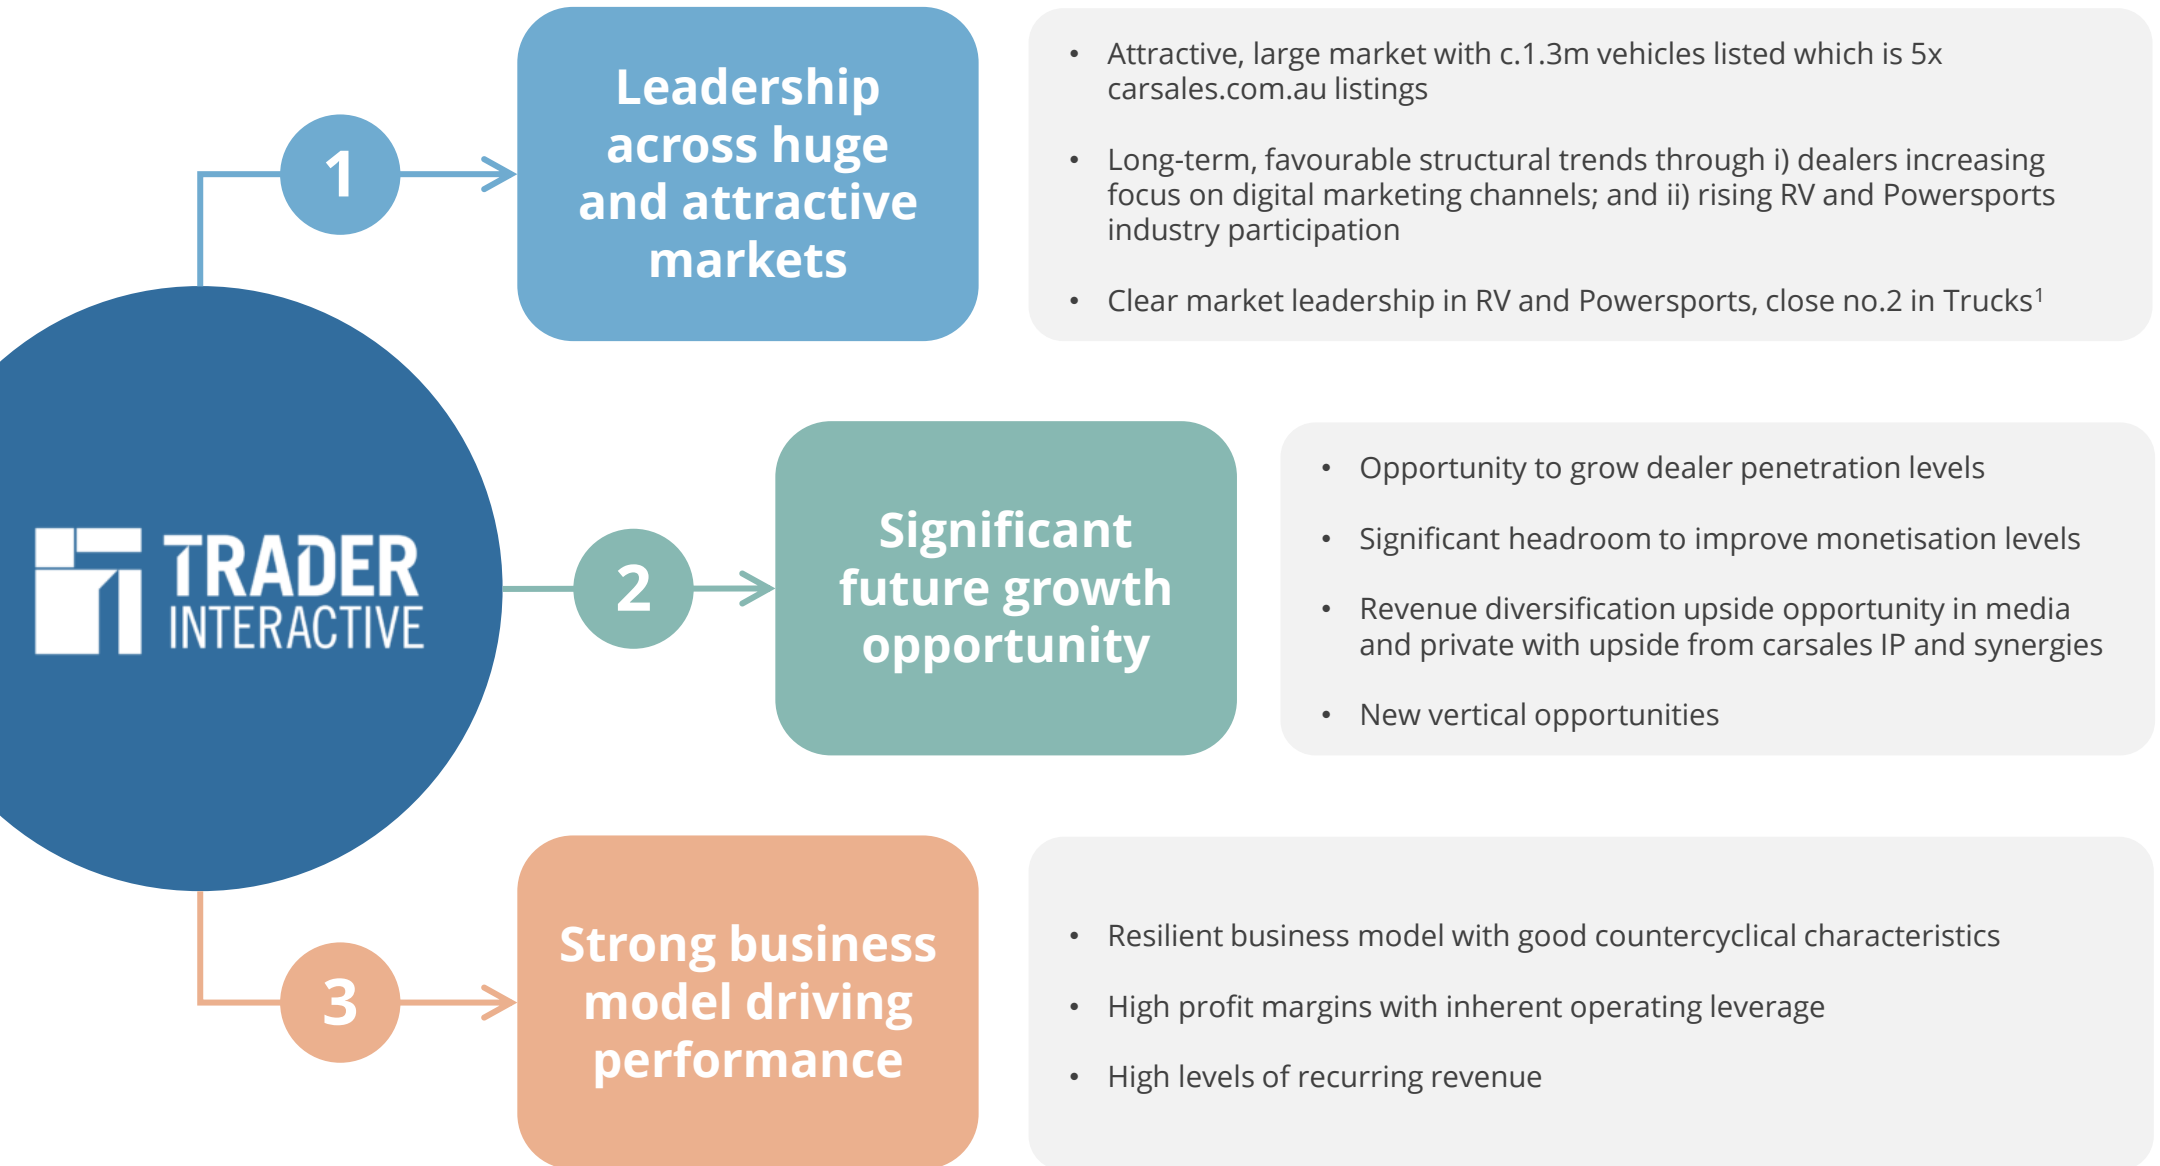 1
Leadership
across huge
and attractive
markets
• Attractive, large market with c.1.3m vehicles listed which is 5x
carsales.com.au listings
• Long-term, favourable structural trends through i) dealers increasing
focus on digital marketing channels; and ii) rising RV and Powersports
industry participation
• Clear market leadership in RV and Powersports, close no.2 in Trucks¹
TRADER
INTERACTIVE
2
Significant
future growth
opportunity
• Opportunity to grow dealer penetration levels
• Significant headroom to improve monetisation levels
• Revenue diversification upside opportunity in media
and private with upside from carsales IP and synergies
• New vertical opportunities
3
Strong business
model driving
performance
• Resilient business model with good countercyclical characteristics
• High profit margins with inherent operating leverage
• High levels of recurring revenue